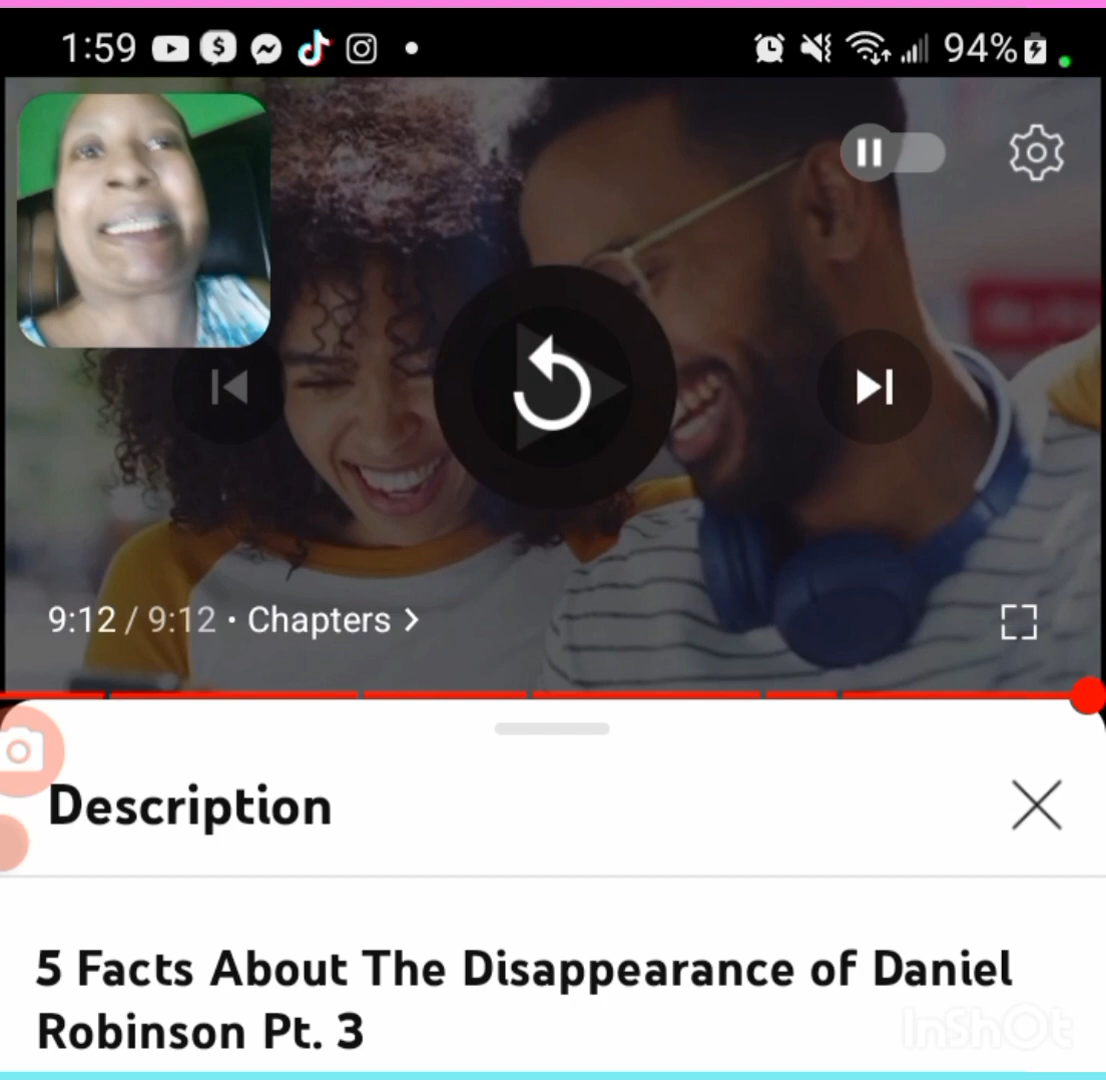 1:59 94%
9:12 / 9:12 · Chapters >
Description
5 Facts About The Disappearance of Daniel
Robinson Pt. 3
InShOt